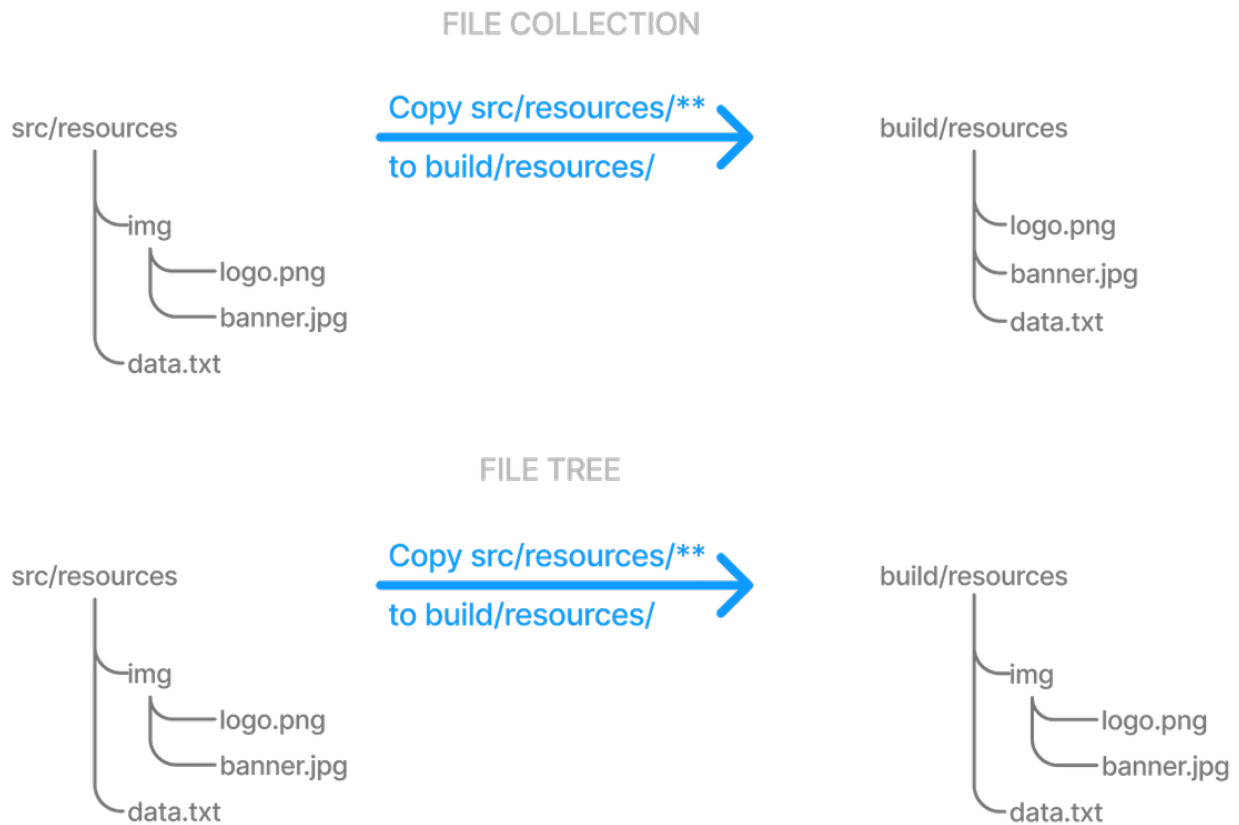 FILE COLLECTION
src/resources
img
logo.png
banner.jpg
data.txt
Copy src/resources/**
to build/resources/
build/resources
logo.png
banner.jpg
data.txt
FILE TREE
src/resources
img
logo.png
banner.jpg
data.txt
Copy src/resources/**
to build/resources/
build/resources
img
logo.png
banner.jpg
data.txt